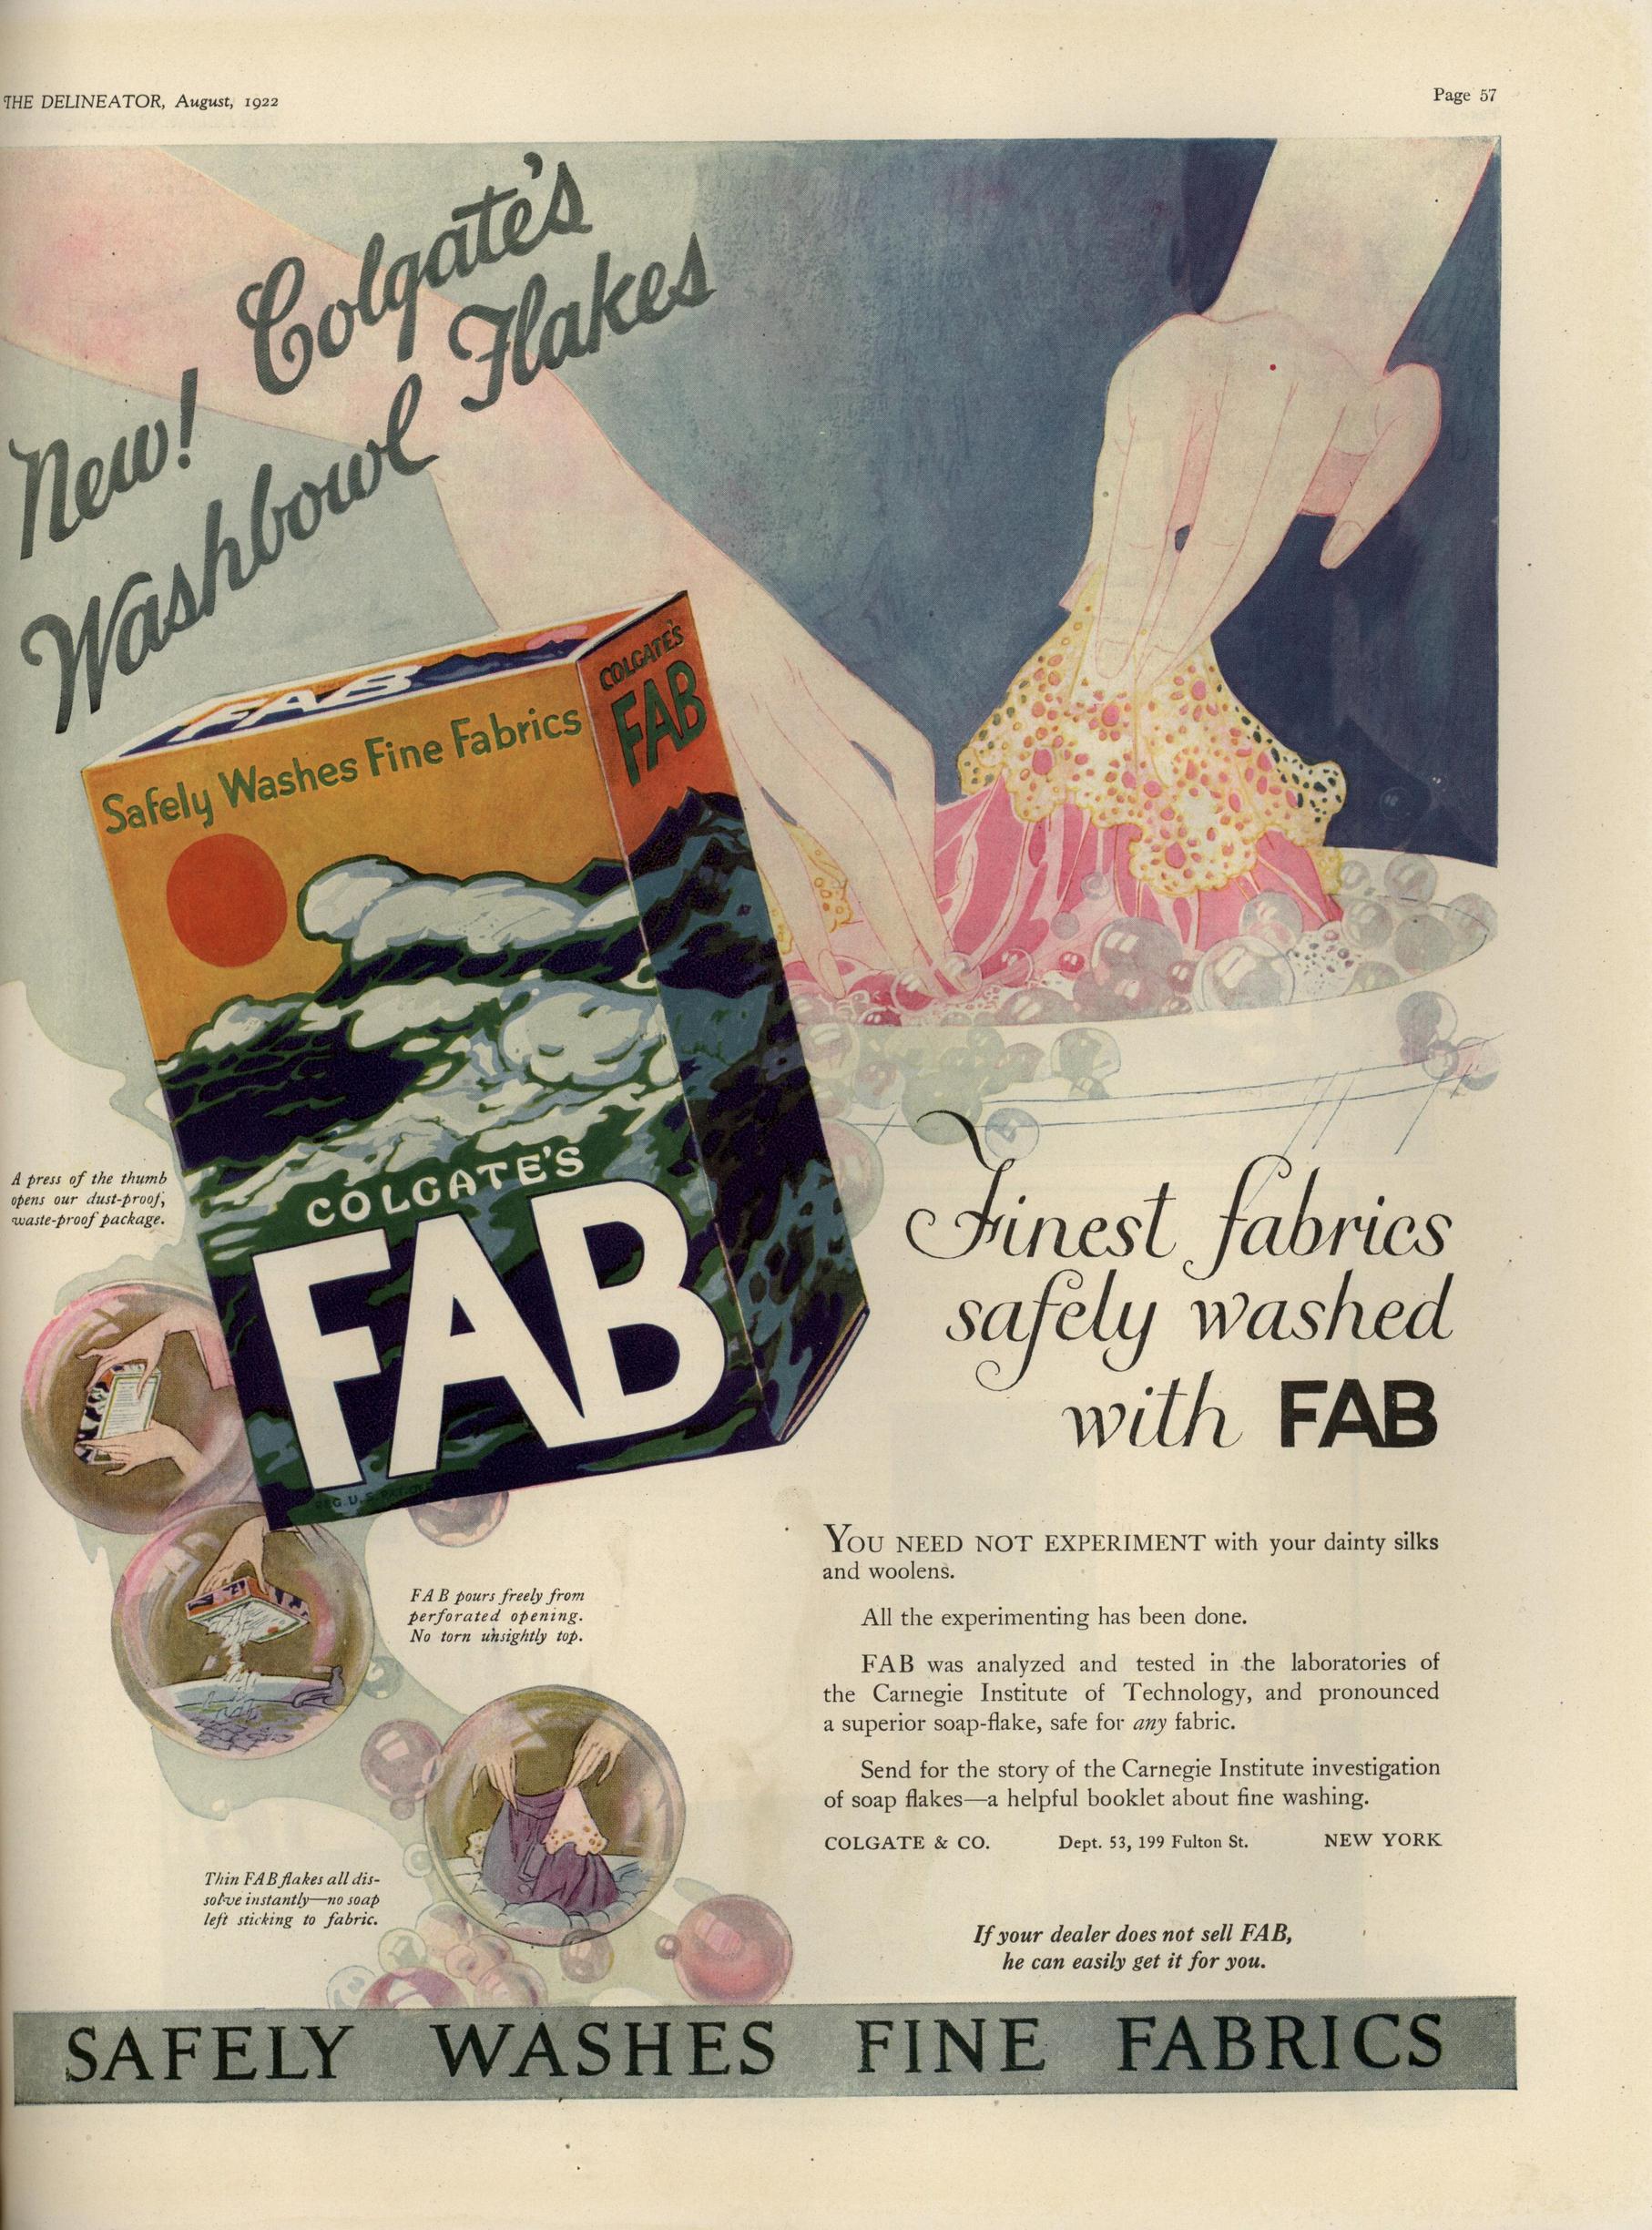 THE DELINEATOR, August, 1922
Page 57
New! Colgate's
Washbowl Flakes
FAB
Safely Washes Fine Fabrics
COLGATE'S
FAB
COLGATE'S
FAB
REG. U.S. PAT. OFF.
A press of the thumb
opens our dust-proof,
waste-proof package.
Finest fabrics
safely washed
with FAB
FAB pours freely from
perforated opening.
No torn unsightly top.
YOU NEED NOT EXPERIMENT with your dainty silks
and woolens.
All the experimenting has been done.
FAB was analyzed and tested in the laboratories of
the Carnegie Institute of Technology, and pronounced
a superior soap-flake, safe for any fabric.
Send for the story of the Carnegie Institute investigation
of soap flakes—a helpful booklet about fine washing.
COLGATE & CO. Dept. 53, 199 Fulton St. NEW YORK
Thin FAB flakes all dis-
solve instantly—no soap
left sticking to fabric.
If your dealer does not sell FAB,
he can easily get it for you.
SAFELY WASHES FINE FABRICS